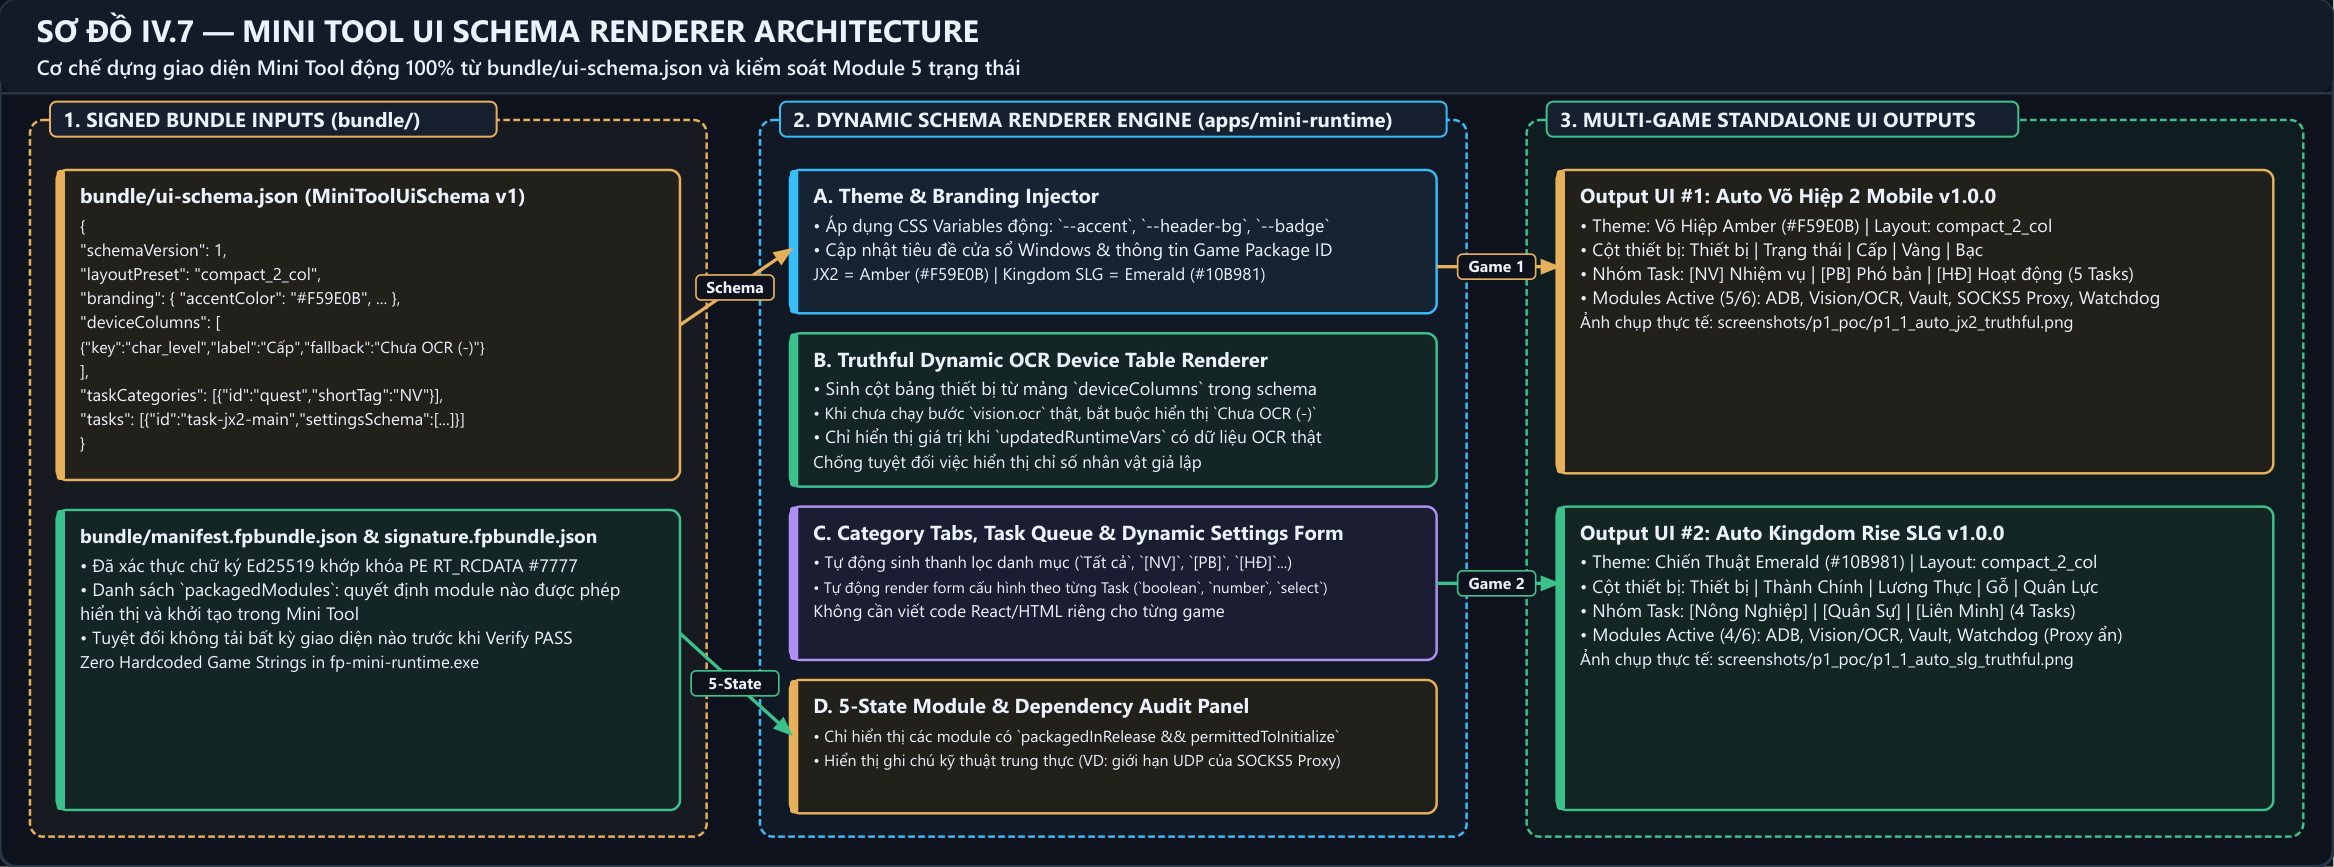 SƠ ĐỒ IV.7 — MINI TOOL UI SCHEMA RENDERER ARCHITECTURE
Cơ chế dựng giao diện Mini Tool động 100% từ bundle/ui-schema.json và kiểm soát Module 5 trạng thái
1. SIGNED BUNDLE INPUTS (bundle/)
bundle/ui-schema.json (MiniToolUiSchema v1)
{
"schemaVersion": 1,
"layoutPreset": "compact_2_col",
"branding": { "accentColor": "#F59E0B", ... },
"deviceColumns": [
{"key":"char_level","label":"Cấp","fallback":"Chưa OCR (-)"}
],
"taskCategories": [{"id":"quest","shortTag":"NV"}],
"tasks": [{"id":"task-jx2-main","settingsSchema":[...]}]
}
bundle/manifest.fpbundle.json & signature.fpbundle.json
• Đã xác thực chữ ký Ed25519 khớp khóa PE RT_RCDATA #7777
• Danh sách `packagedModules`: quyết định module nào được phép
hiển thị và khởi tạo trong Mini Tool
• Tuyệt đối không tải bất kỳ giao diện nào trước khi Verify PASS
Zero Hardcoded Game Strings in fp-mini-runtime.exe
Schema
5-State
2. DYNAMIC SCHEMA RENDERER ENGINE (apps/mini-runtime)
A. Theme & Branding Injector
• Áp dụng CSS Variables động: `--accent`, `--header-bg`, `--badge`
• Cập nhật tiêu đề cửa sổ Windows & thông tin Game Package ID
JX2 = Amber (#F59E0B) | Kingdom SLG = Emerald (#10B981)
B. Truthful Dynamic OCR Device Table Renderer
• Sinh cột bảng thiết bị từ mảng `deviceColumns` trong schema
• Khi chưa chạy bước `vision.ocr` thật, bắt buộc hiển thị `Chưa OCR (-)`
• Chỉ hiển thị giá trị khi `updatedRuntimeVars` có dữ liệu OCR thật
Chống tuyệt đối việc hiển thị chỉ số nhân vật giả lập
C. Category Tabs, Task Queue & Dynamic Settings Form
• Tự động sinh thanh lọc danh mục (`Tất cả`, `[NV]`, `[PB]`, `[HĐ]`...)
• Tự động render form cấu hình theo từng Task (`boolean`, `number`, `select`)
Không cần viết code React/HTML riêng cho từng game
D. 5-State Module & Dependency Audit Panel
• Chỉ hiển thị các module có `packagedInRelease && permittedToInitialize`
• Hiển thị ghi chú kỹ thuật trung thực (VD: giới hạn UDP của SOCKS5 Proxy)
Game 1
Game 2
3. MULTI-GAME STANDALONE UI OUTPUTS
Output UI #1: Auto Võ Hiệp 2 Mobile v1.0.0
• Theme: Võ Hiệp Amber (#F59E0B) | Layout: compact_2_col
• Cột thiết bị: Thiết bị | Trạng thái | Cấp | Vàng | Bạc
• Nhóm Task: [NV] Nhiệm vụ | [PB] Phó bản | [HĐ] Hoạt động (5 Tasks)
• Modules Active (5/6): ADB, Vision/OCR, Vault, SOCKS5 Proxy, Watchdog
Ảnh chụp thực tế: screenshots/p1_poc/p1_1_auto_jx2_truthful.png
Output UI #2: Auto Kingdom Rise SLG v1.0.0
• Theme: Chiến Thuật Emerald (#10B981) | Layout: compact_2_col
• Cột thiết bị: Thiết bị | Thành Chính | Lương Thực | Gỗ | Quân Lực
• Nhóm Task: [Nông Nghiệp] | [Quân Sự] | [Liên Minh] (4 Tasks)
• Modules Active (4/6): ADB, Vision/OCR, Vault, Watchdog (Proxy ẩn)
Ảnh chụp thực tế: screenshots/p1_poc/p1_1_auto_slg_truthful.png